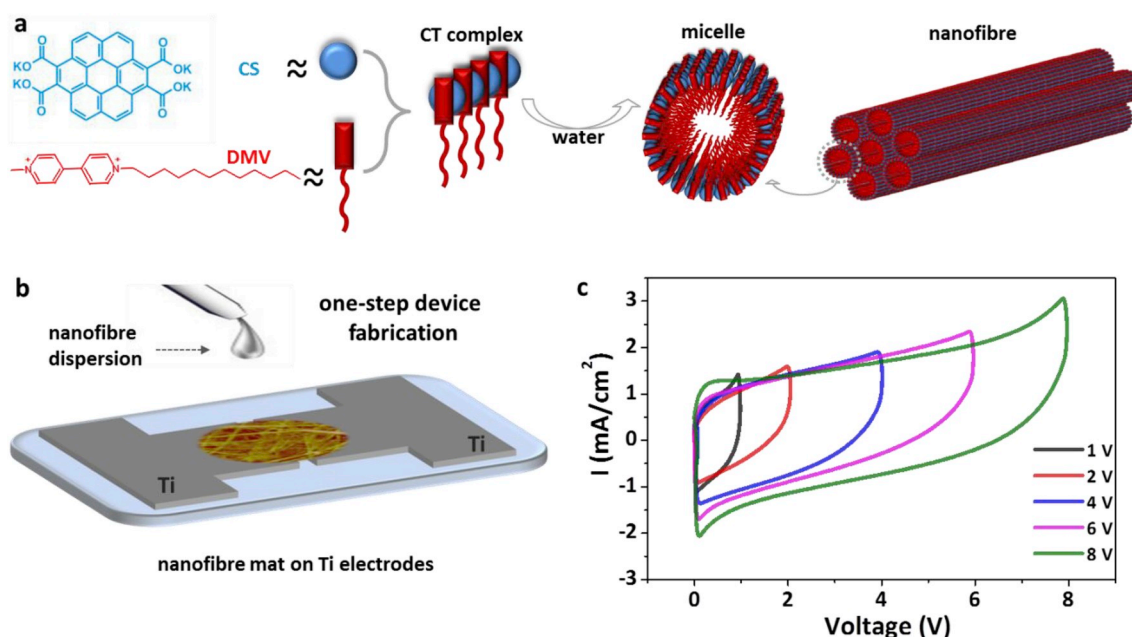 a
O
O
KO
OK
KO
OK
O
O
CS
≈
DMV
N
+
N
+
≈
CT complex
water
micelle
nanofibre
b
nanofibre
dispersion
one-step device
fabrication
Ti
Ti
nanofibre mat on Ti electrodes
c
I (mA/cm²)
3
2
1
0
-1
-2
-3
0
2
4
6
8
Voltage (V)
1 V
2 V
4 V
6 V
8 V